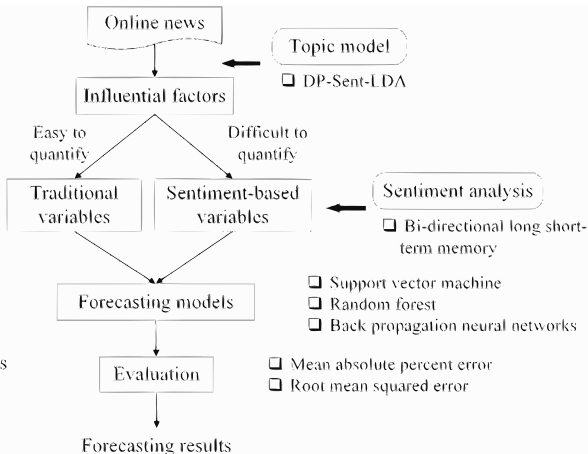 Online news
Topic model
❑ DP-Sent-LDA
Influential factors
Easy to
quantify
Difficult to
quantify
Traditional
variables
Sentiment-based
variables
Sentiment analysis
❑ Bi-directional long short-
term memory
Forecasting models
❑ Support vector machine
❑ Random forest
❑ Back propagation neural networks
s
Evaluation
❑ Mean absolute percent error
❑ Root mean squared error
Forecasting results